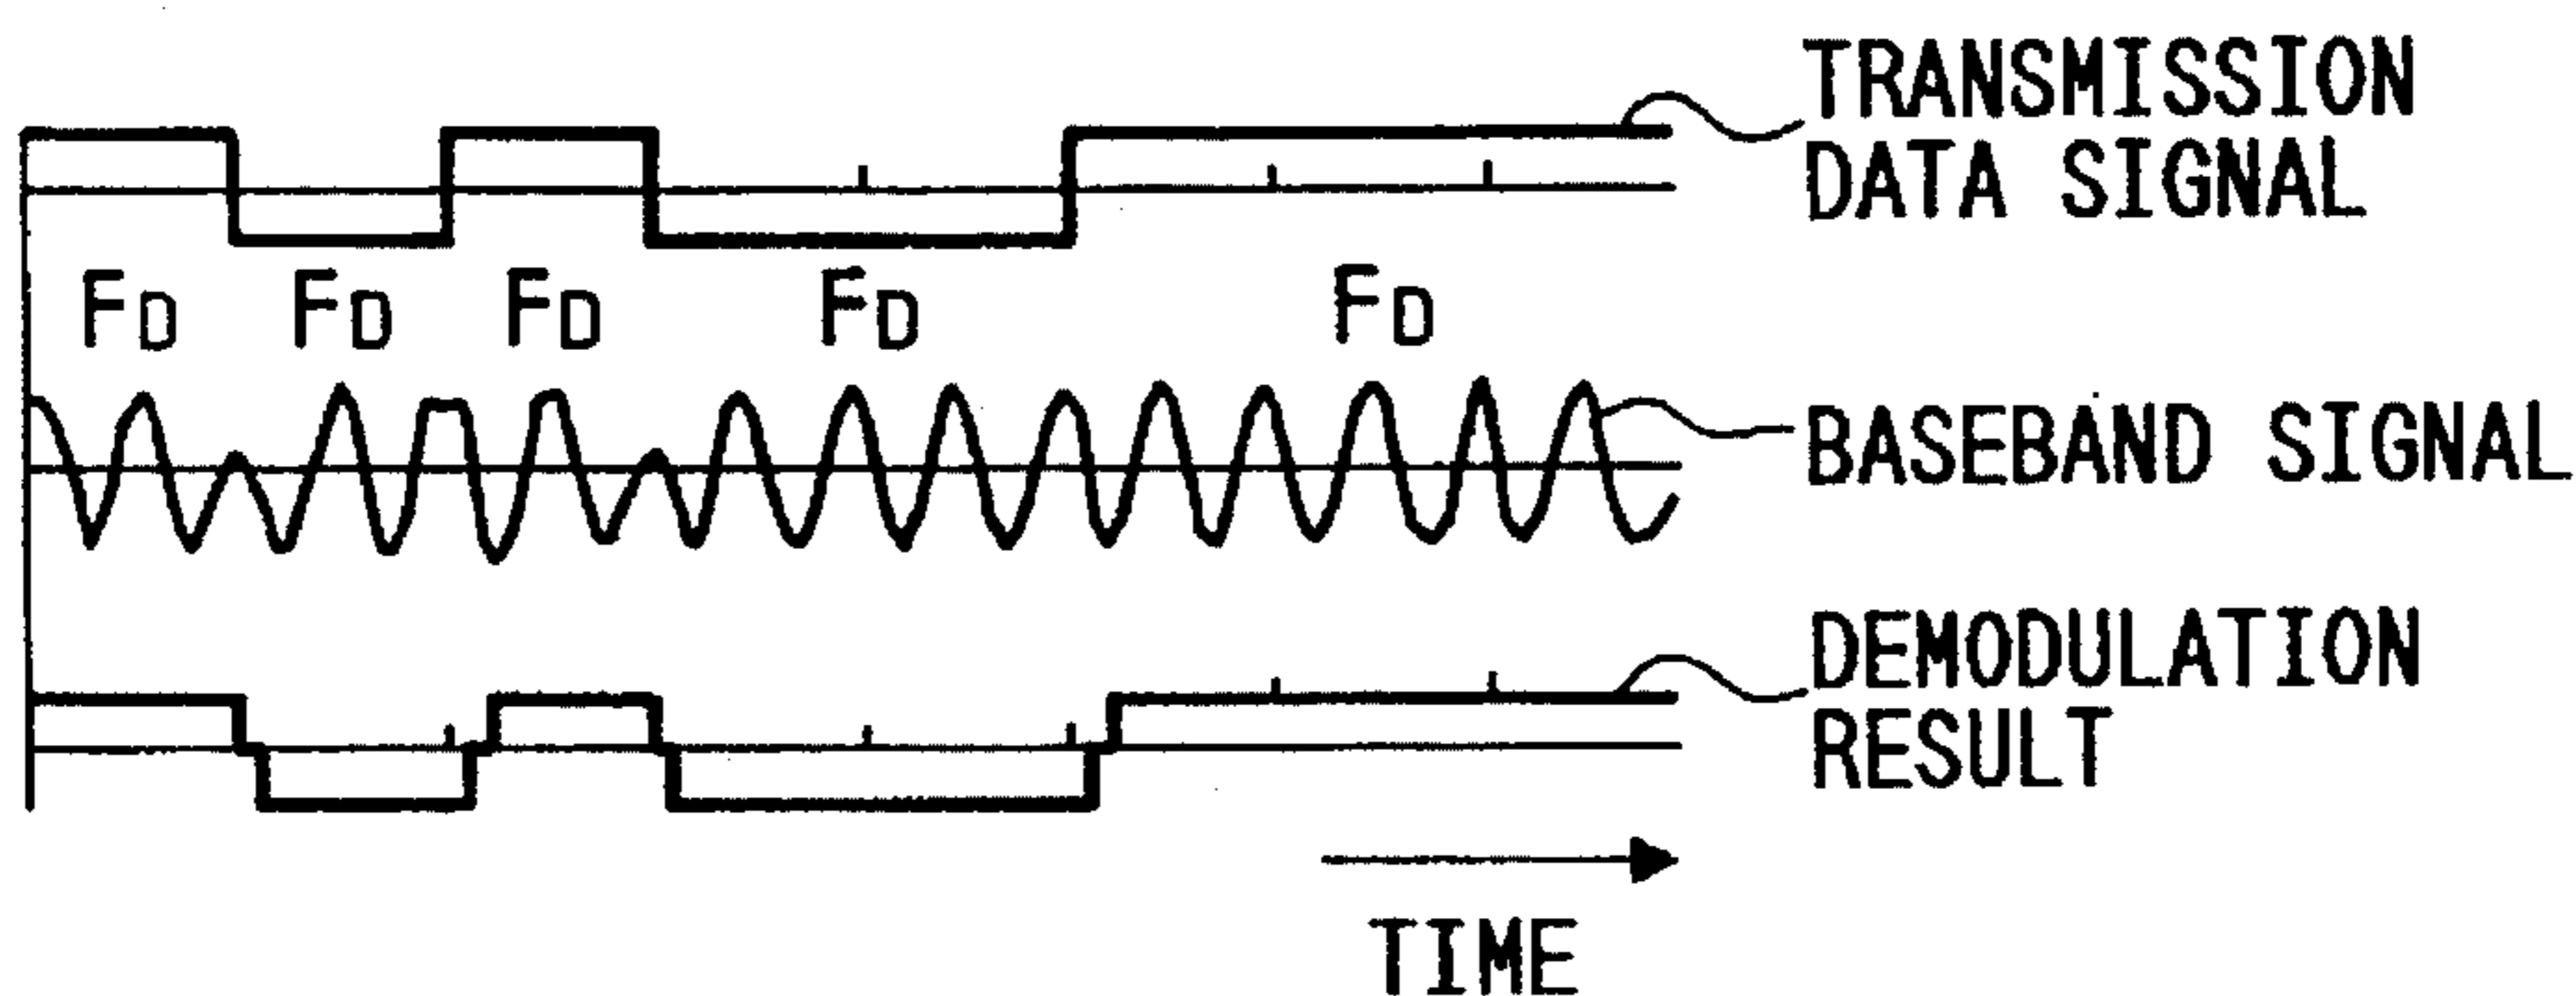 TRANSMISSION
DATA SIGNAL
FD FD FD FD FD
BASEBAND SIGNAL
DEMODULATION
RESULT
TIME